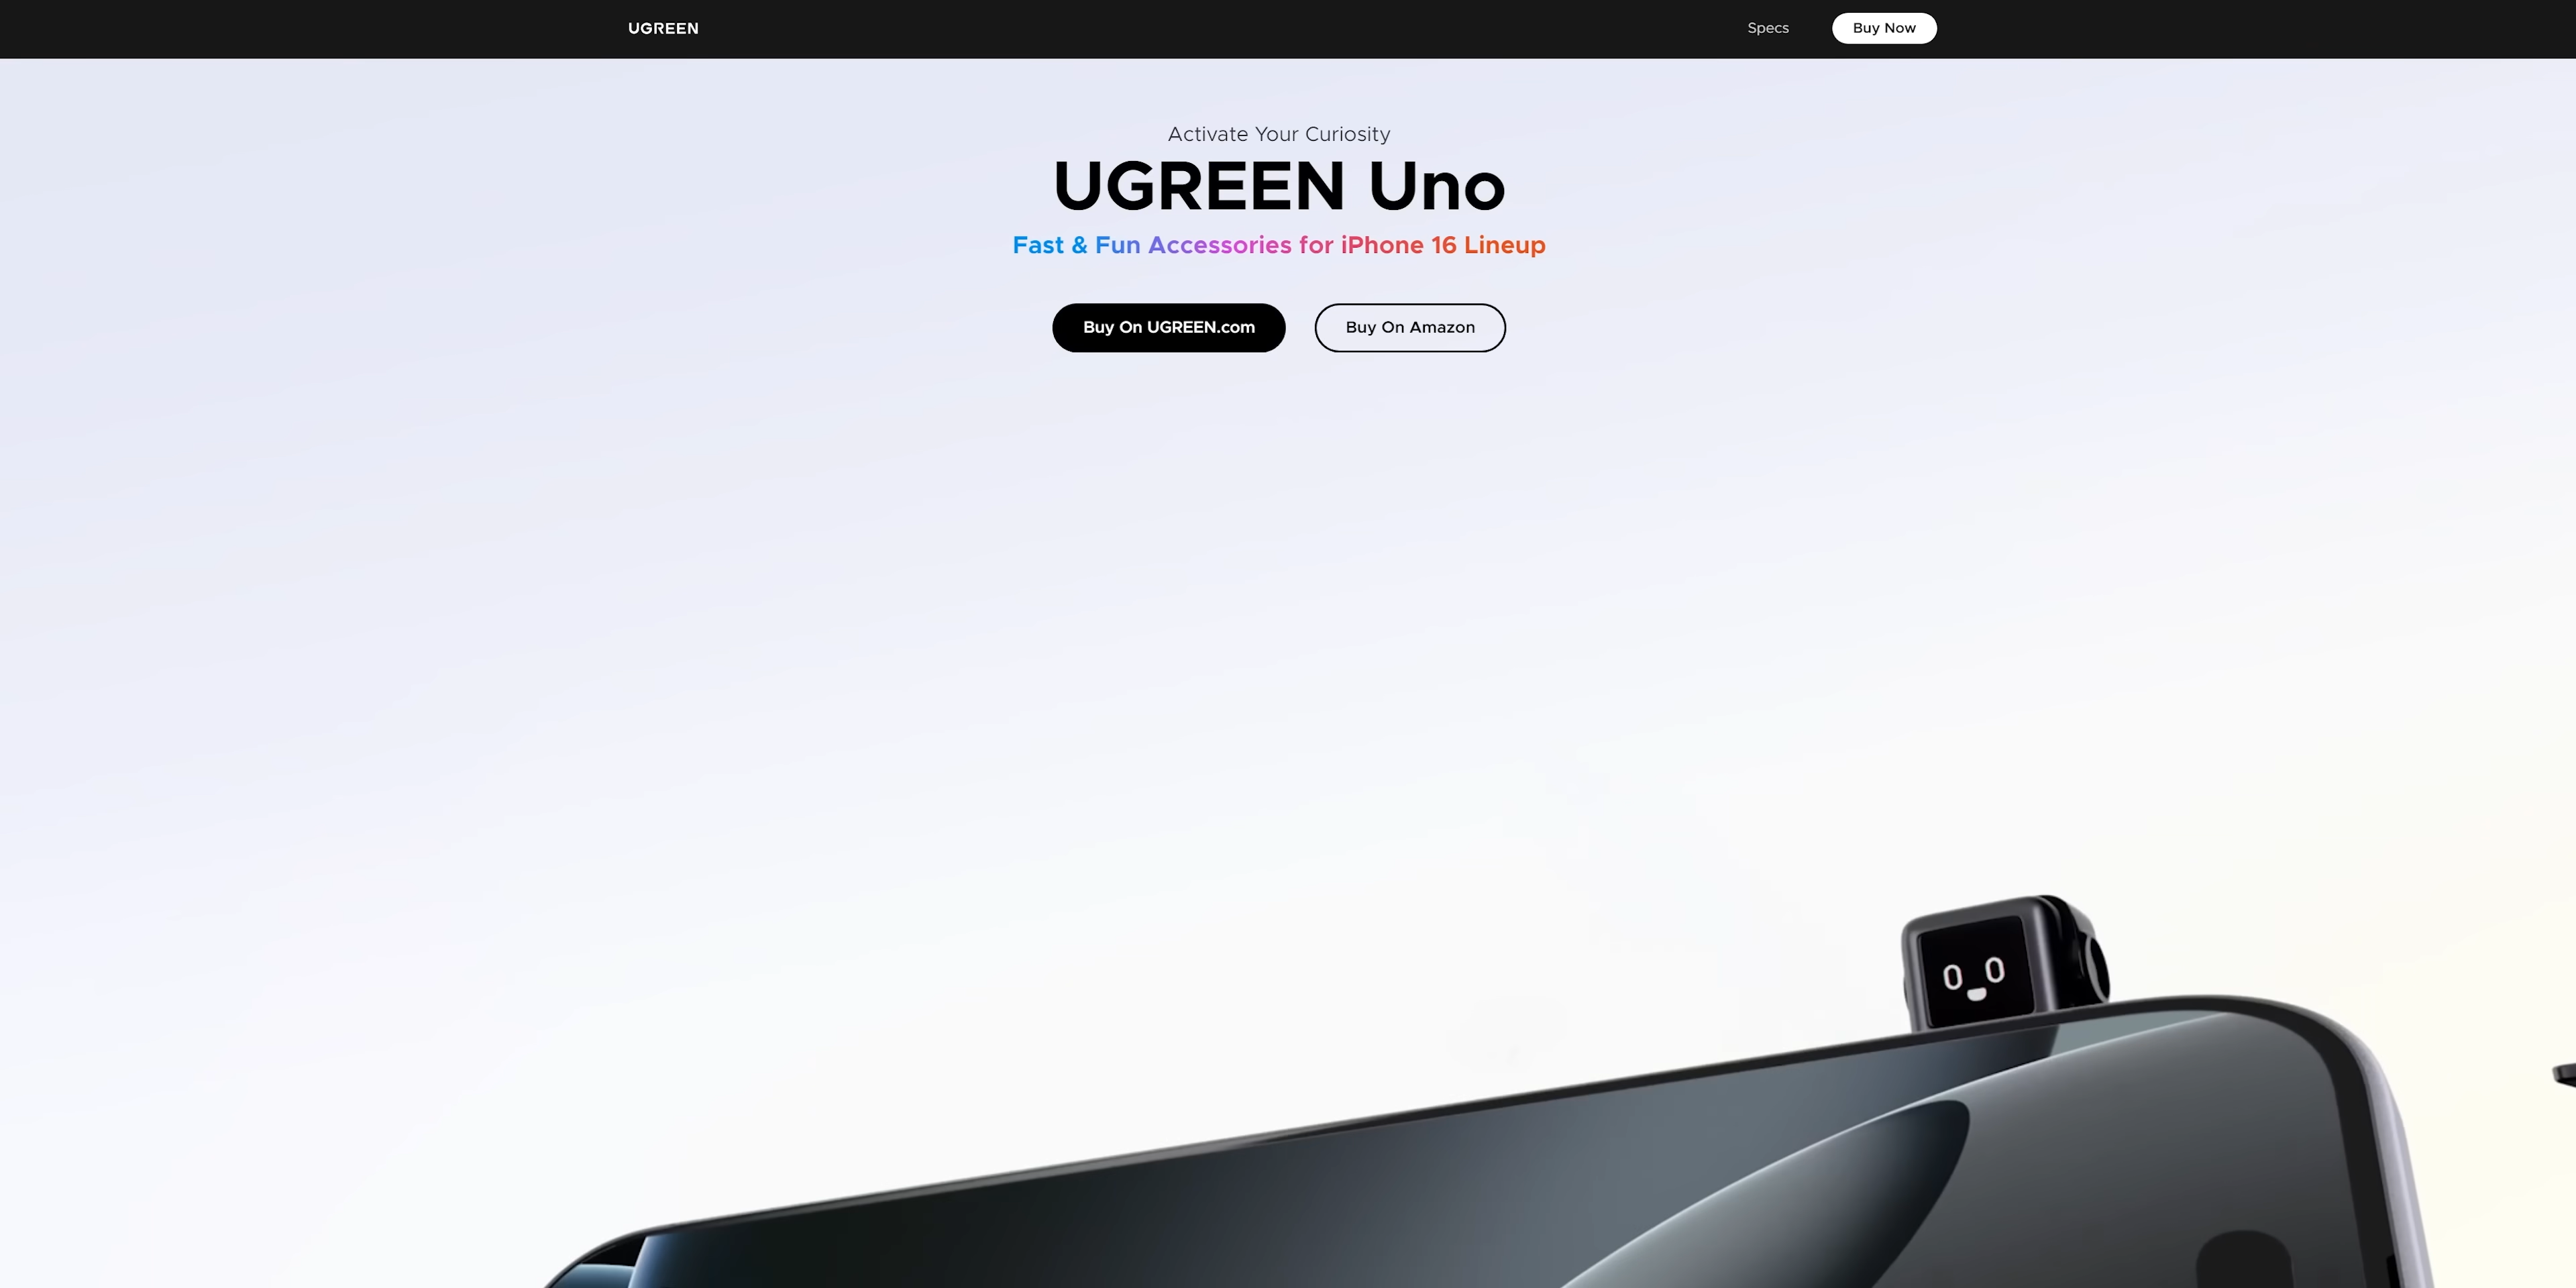 UGREEN
Specs
Buy Now
Activate Your Curiosity
UGREEN Uno
Fast & Fun Accessories for iPhone 16 Lineup
Buy On UGREEN.com
Buy On Amazon